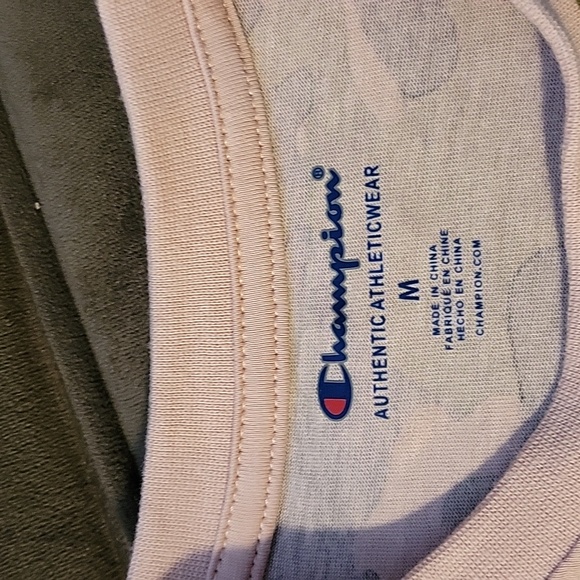 Champion®
AUTHENTIC ATHLETICWEAR
M
MADE IN CHINA
FABRIQUÉ EN CHINE
HECHO EN CHINA
CHAMPION.COM